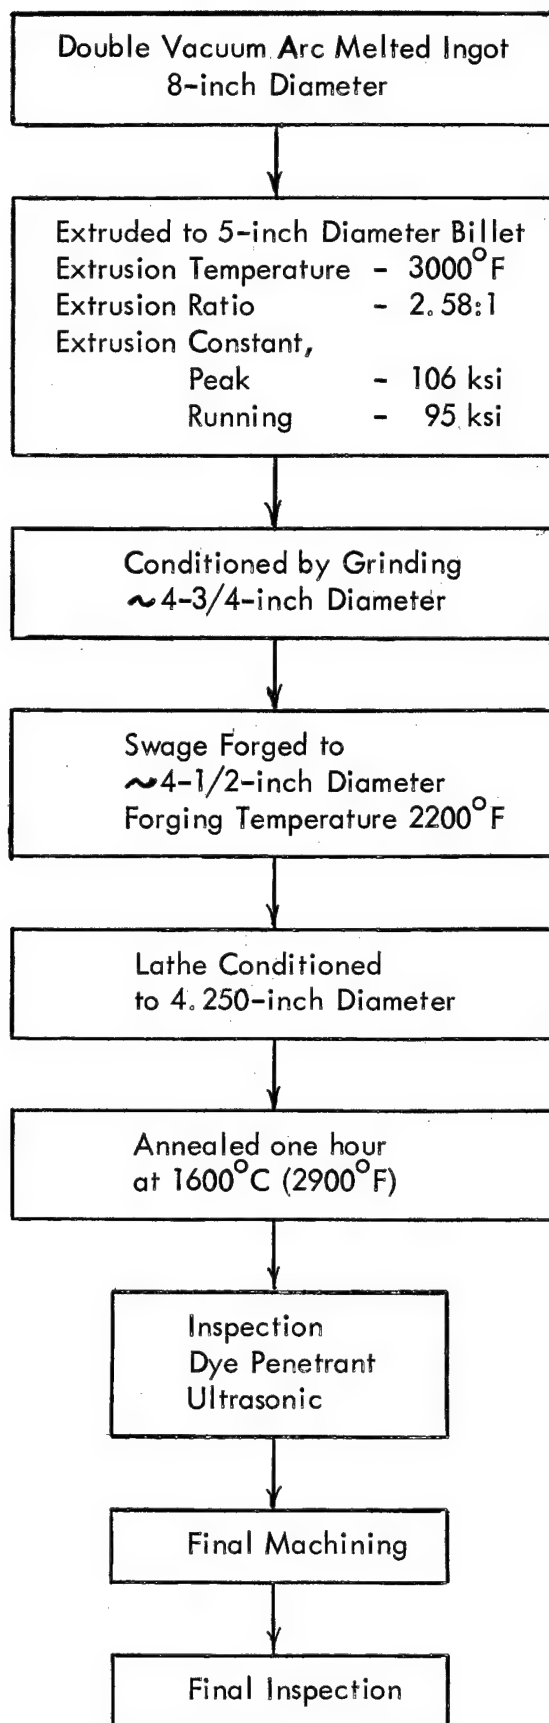 Double Vacuum Arc Melted Ingot
8-inch Diameter
Extruded to 5-inch Diameter Billet
Extrusion Temperature - 3000°F
Extrusion Ratio - 2.58:1
Extrusion Constant,
Peak - 106 ksi
Running - 95 ksi
Conditioned by Grinding
~4-3/4-inch Diameter
Swage Forged to
~4-1/2-inch Diameter
Forging Temperature 2200°F
Lathe Conditioned
to 4.250-inch Diameter
Annealed one hour
at 1600°C (2900°F)
Inspection
Dye Penetrant
Ultrasonic
Final Machining
Final Inspection